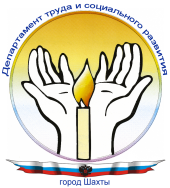 Департамент труда и социального развития
город Шахты